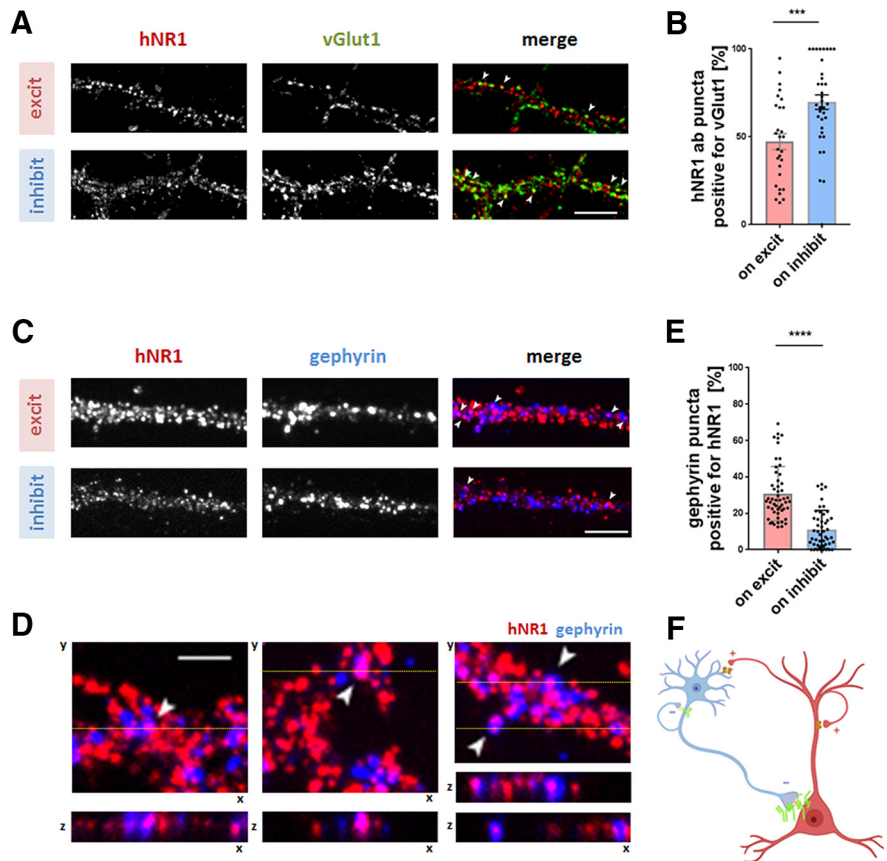 A
hNR1 vGlut1 merge
excit
inhibit
B
***
hNR1 ab puncta
positive for vGlut1 [%]
100
50
0
on excit
on inhibit
C
hNR1 gephyrin merge
excit
inhibit
E
****
gephyrin puncta
positive for hNR1 [%]
100
80
60
40
20
0
on excit
on inhibit
D
hNR1 gephyrin
y y y
x x
z
z z z
x x x
F
+
+
-
-